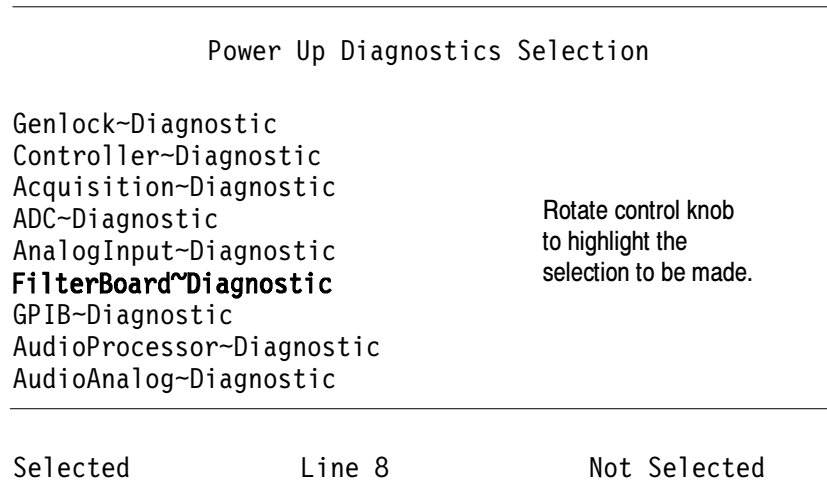 Power Up Diagnostics Selection
Genlock~Diagnostic
Controller~Diagnostic
Acquisition~Diagnostic
ADC~Diagnostic
AnalogInput~Diagnostic
FilterBoard~Diagnostic
GPIB~Diagnostic
AudioProcessor~Diagnostic
AudioAnalog~Diagnostic
Rotate control knob
to highlight the
selection to be made.
Selected Line 8 Not Selected